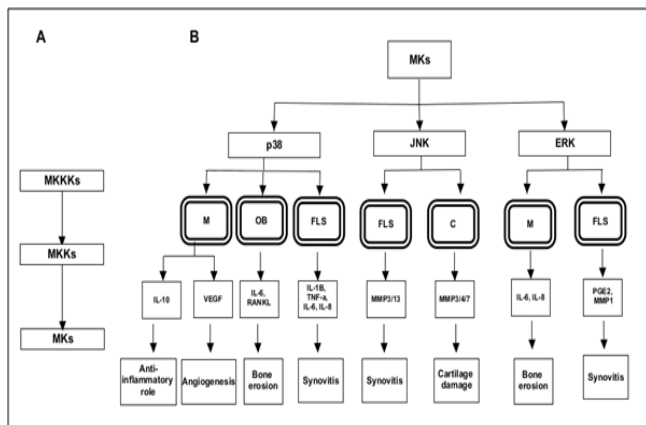 A
B
MKs
p38
JNK
ERK
MKKKs
MKKs
MKs
M
OB
FLS
FLS
C
M
FLS
IL-10
VEGF
IL-6,
RANKL
IL-1B,
TNF-a,
IL-6, IL-8
MMP3/13
MMP3/4/7
IL-6, IL-8
PGE2,
MMP1
Anti-
inflammatory
role
Angiogenesis
Bone
erosion
Synovitis
Synovitis
Cartilage
damage
Bone
erosion
Synovitis